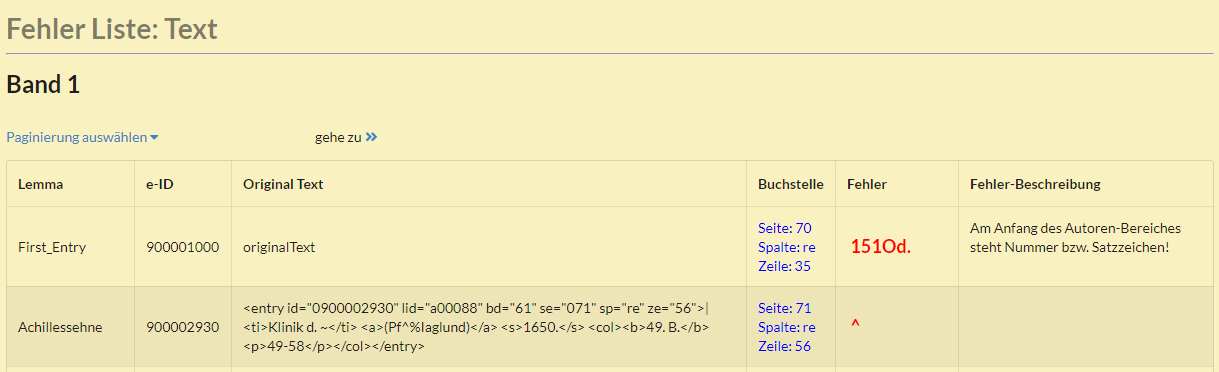 Fehler Liste: Text
Band 1
Paginierung auswählen gehe zu
Lemma e-ID Original Text Buchstelle Fehler Fehler-Beschreibung
First_Entry 900001000 originalText Seite: 70 Spalte: re Zeile: 35 151Od. Am Anfang des Autoren-Bereiches steht Nummer bzw. Satzzeichen!
Achillessehne 900002930
<entry id="0900002930" lid="a00088" bd="61" se="071" sp="re" ze="56">|
<ti>Klinik d. ~</ti> <a>(Pf^%laglund)</a> <s>1650.</s> <col><b>49. B.</b>
<p>49-58</p></col></entry>
Seite: 71
Spalte: re
Zeile: 56
^